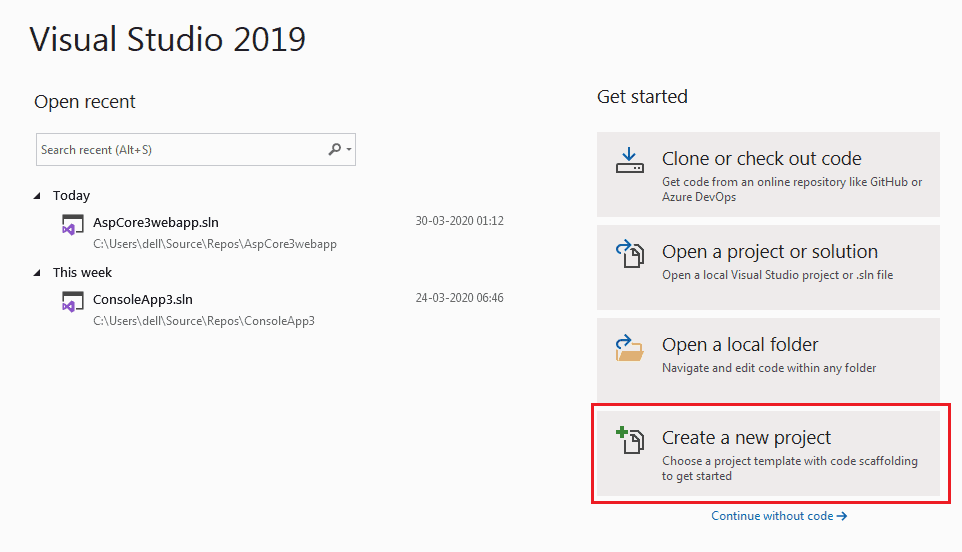 Visual Studio 2019
Open recent
Search recent (Alt+S)
Today
AspCore3webapp.sln 30-03-2020 01:12
C:\Users\dell\Source\Repos\AspCore3webapp
This week
ConsoleApp3.sln 24-03-2020 06:46
C:\Users\dell\Source\Repos\ConsoleApp3
Get started
Clone or check out code
Get code from an online repository like GitHub or
Azure DevOps
Open a project or solution
Open a local Visual Studio project or .sln file
Open a local folder
Navigate and edit code within any folder
Create a new project
Choose a project template with code scaffolding
to get started
Continue without code